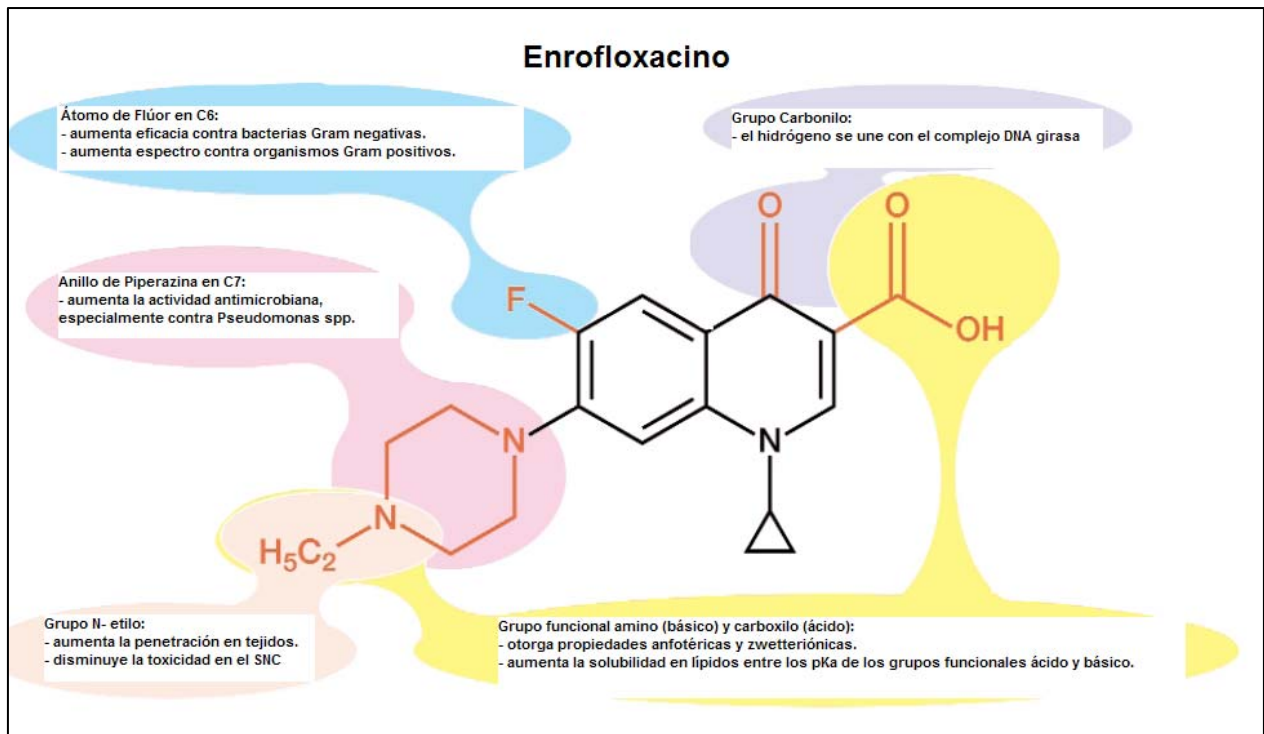 Enrofloxacino
Átomo de Flúor en C6:
- aumenta eficacia contra bacterias Gram negativas.
- aumenta espectro contra organismos Gram positivos.
Grupo Carbonilo:
- el hidrógeno se une con el complejo DNA girasa
Anillo de Piperazina en C7:
- aumenta la actividad antimicrobiana,
especialmente contra Pseudomonas spp.
O
O
F
OH
N
N
N
H₅C₂
Grupo N- etilo:
- aumenta la penetración en tejidos.
- disminuye la toxicidad en el SNC
Grupo funcional amino (básico) y carboxilo (ácido):
- otorga propiedades anfotéricas y zwetteriónicas.
- aumenta la solubilidad en lípidos entre los pKa de los grupos funcionales ácido y básico.